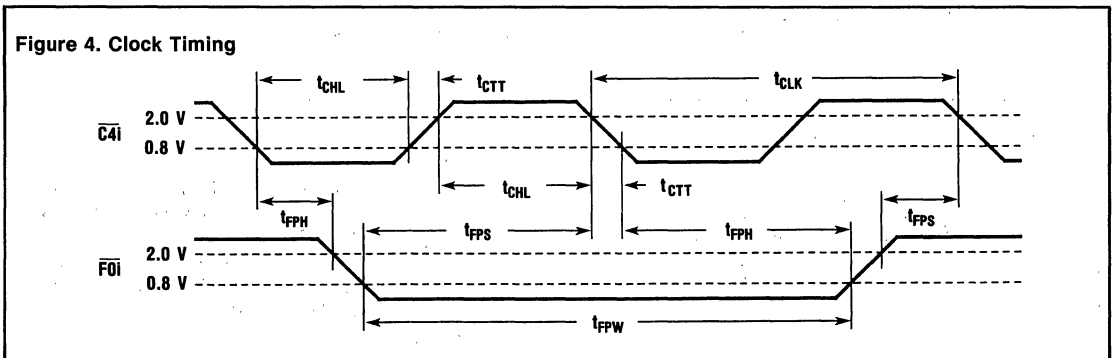 Figure 4. Clock Timing
tCHL tCTT tCLK
C4i 2.0 V
0.8 V
tCHL tCTT
tFPH tFPS tFPH tFPS
F0i 2.0 V
0.8 V
tFPW